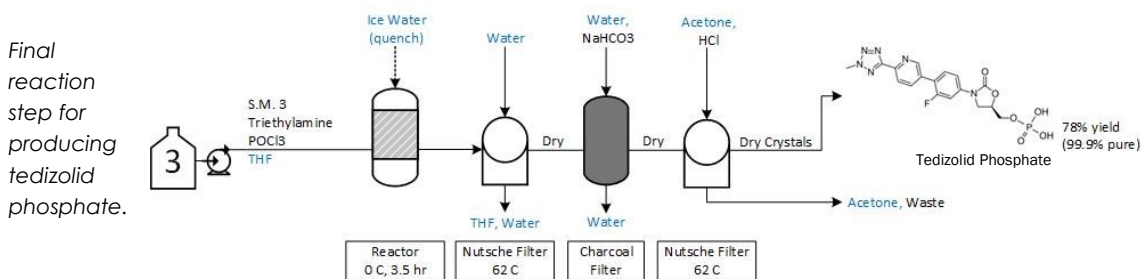 Final
reaction
step for
producing
tedizolid
phosphate.
3
S.M. 3
Triethylamine
POCl3
THF
Ice Water
(quench)
Water
Dry
THF, Water
Water,
NaHCO3
Dry
Water
Acetone,
HCl
Dry Crystals
Acetone, Waste
N=N
N
N
N
N
F
O
O
N
O
P
OH
OH
O
78% yield
(99.9% pure)
Tedizolid Phosphate
Reactor
0 C, 3.5 hr
Nutsche Filter
62 C
Charcoal
Filter
Nutsche Filter
62 C